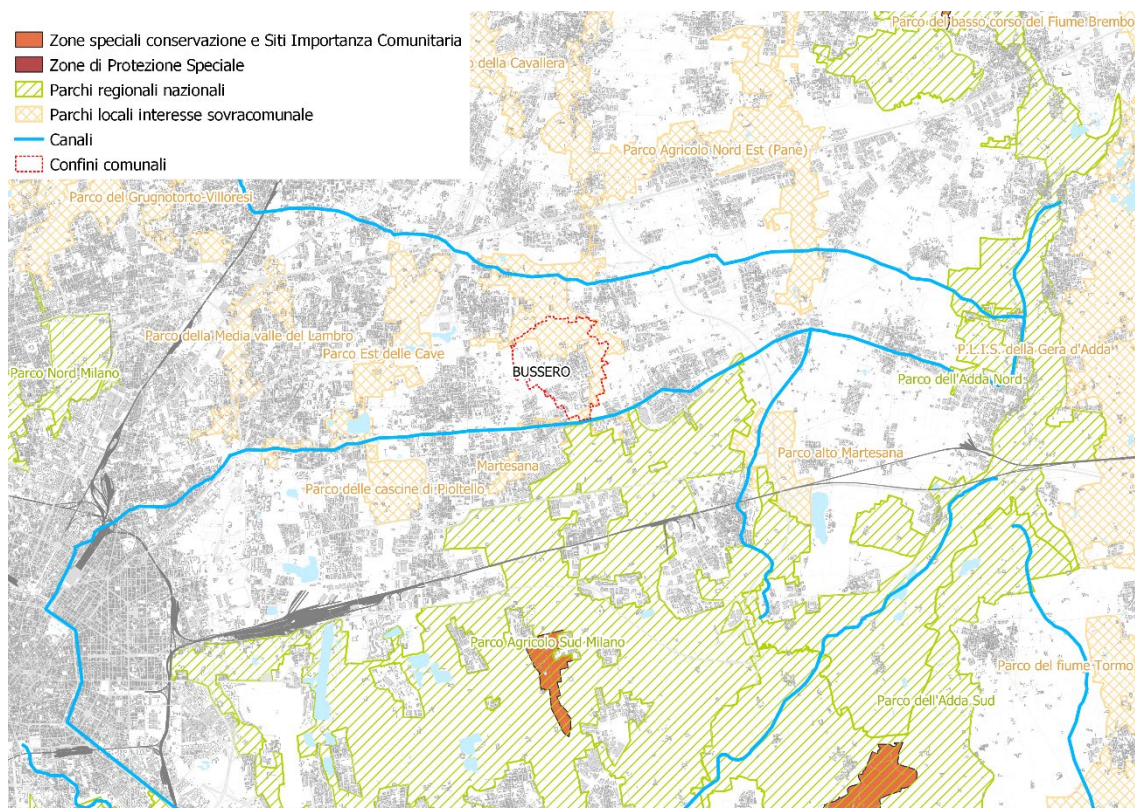 Zone speciali conservazione e Siti Importanza Comunitaria
Zone di Protezione Speciale
Parchi regionali nazionali
Parchi locali interesse sovracomunale
Canali
Confini comunali
Parco del basso corso del Fiume Brembo
della Cavallera
Parco Agricolo Nord Est (Pane)
Parco del Grugnotorto-Villoresi
Parco della Media valle del Lambro
Parco Est delle Cave
P.L.I.S. della Gera d'Adda
Parco Nord Milano
BUSSERO
Parco dell'Adda Nord
Parco alto Martesana
Martesana
Parco delle cascine di Pioltello
Parco Agricolo Sud Milano
Parco del fiume Tormo
Parco dell'Adda Sud